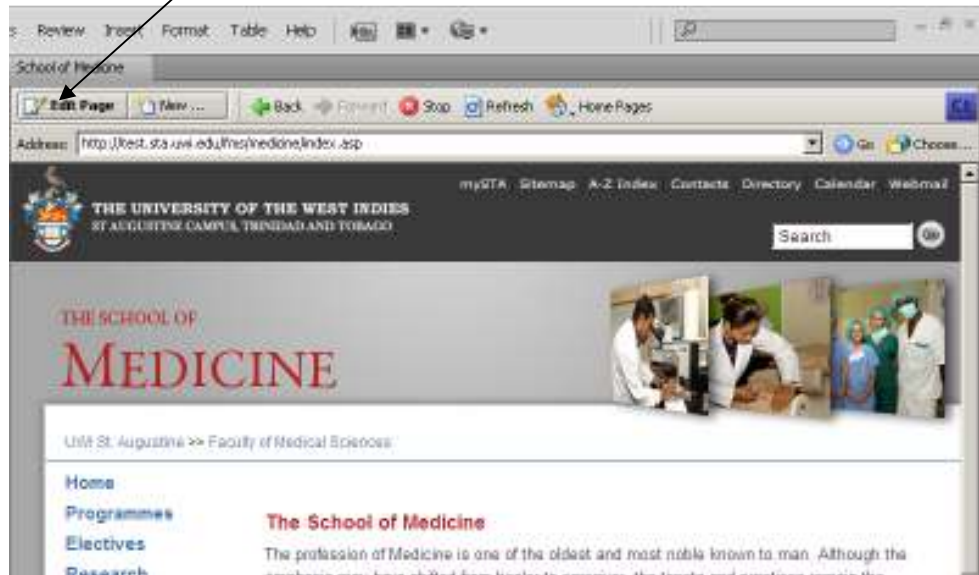 Review Insert Format Table Help
School of Medicine
Edit Page New ... Back Forward Stop Refresh Home Pages
Address: http://test.sta.uwi.edu/fms/medicine/index.asp Go Choose...
mySTA Sitemap A-Z Index Contacts Directory Calendar Webmail
THE UNIVERSITY OF THE WEST INDIES
ST AUGUSTINE CAMPUS, TRINIDAD AND TOBAGO
Search Go
THE SCHOOL OF
MEDICINE
UWI St. Augustine >> Faculty of Medical Sciences
Home
Programmes
Electives
Research
The School of Medicine
The profession of Medicine is one of the oldest and most noble known to man. Although the